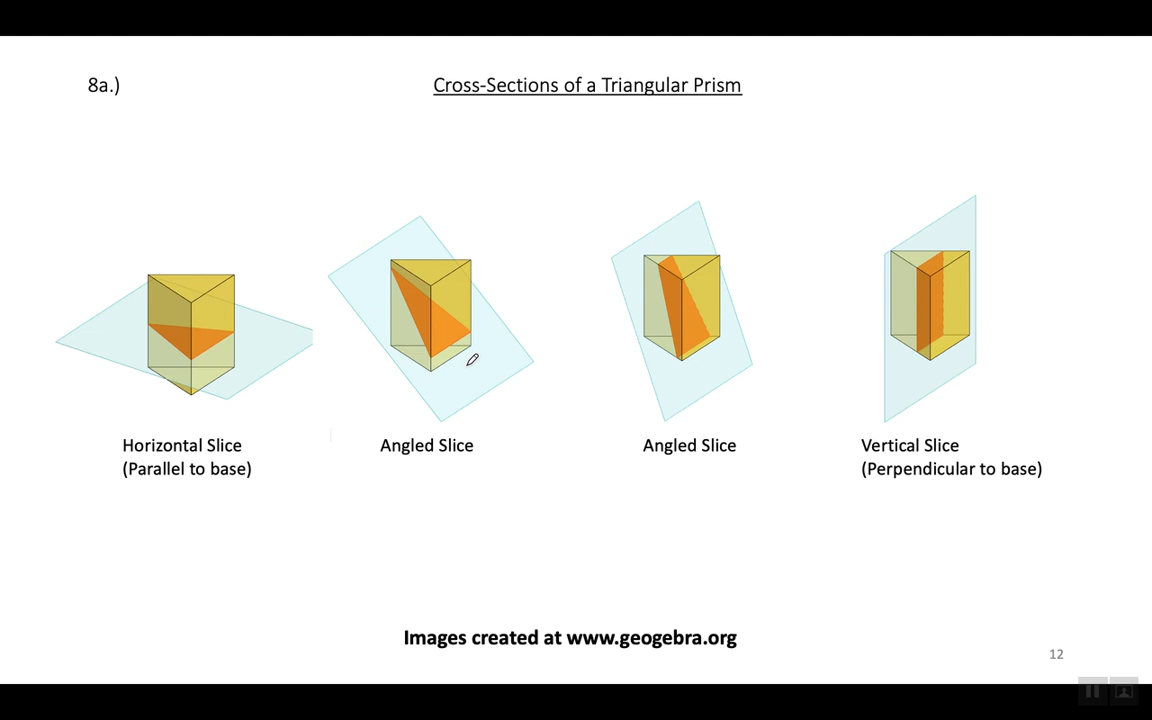 8a.)
Cross-Sections of a Triangular Prism
Horizontal Slice
(Parallel to base)
Angled Slice
Angled Slice
Vertical Slice
(Perpendicular to base)
Images created at www.geogebra.org
12